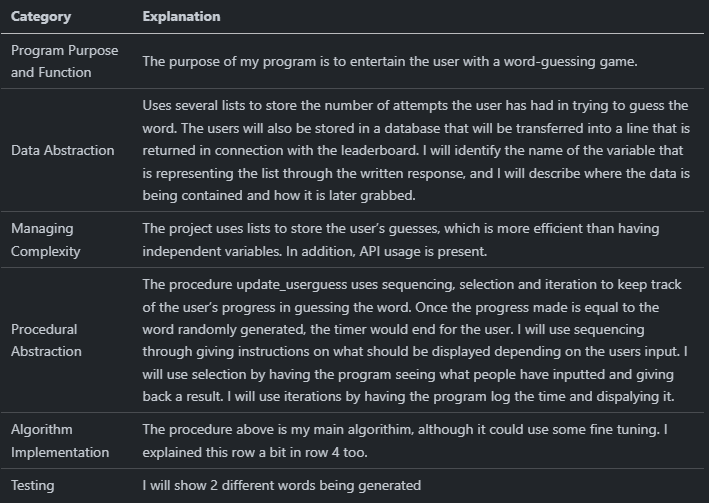 Category Explanation
Program Purpose
and Function
The purpose of my program is to entertain the user with a word-guessing game.
Data Abstraction
Uses several lists to store the number of attempts the user has had in trying to guess the
word. The users will also be stored in a database that will be transferred into a line that is
returned in connection with the leaderboard. I will identify the name of the variable that
is representing the list through the written response, and I will describe where the data is
being contained and how it is later grabbed.
Managing
Complexity
The project uses lists to store the user’s guesses, which is more efficient than having
independent variables. In addition, API usage is present.
Procedural
Abstraction
The procedure update_userguess uses sequencing, selection and iteration to keep track
of the user’s progress in guessing the word. Once the progress made is equal to the
word randomly generated, the timer would end for the user. I will use sequencing
through giving instructions on what should be displayed depending on the users input. I
will use selection by having the program seeing what people have inputted and giving
back a result. I will use iterations by having the program log the time and dispalying it.
Algorithm
Implementation
The procedure above is my main algorithim, although it could use some fine tuning. I
explained this row a bit in row 4 too.
Testing
I will show 2 different words being generated